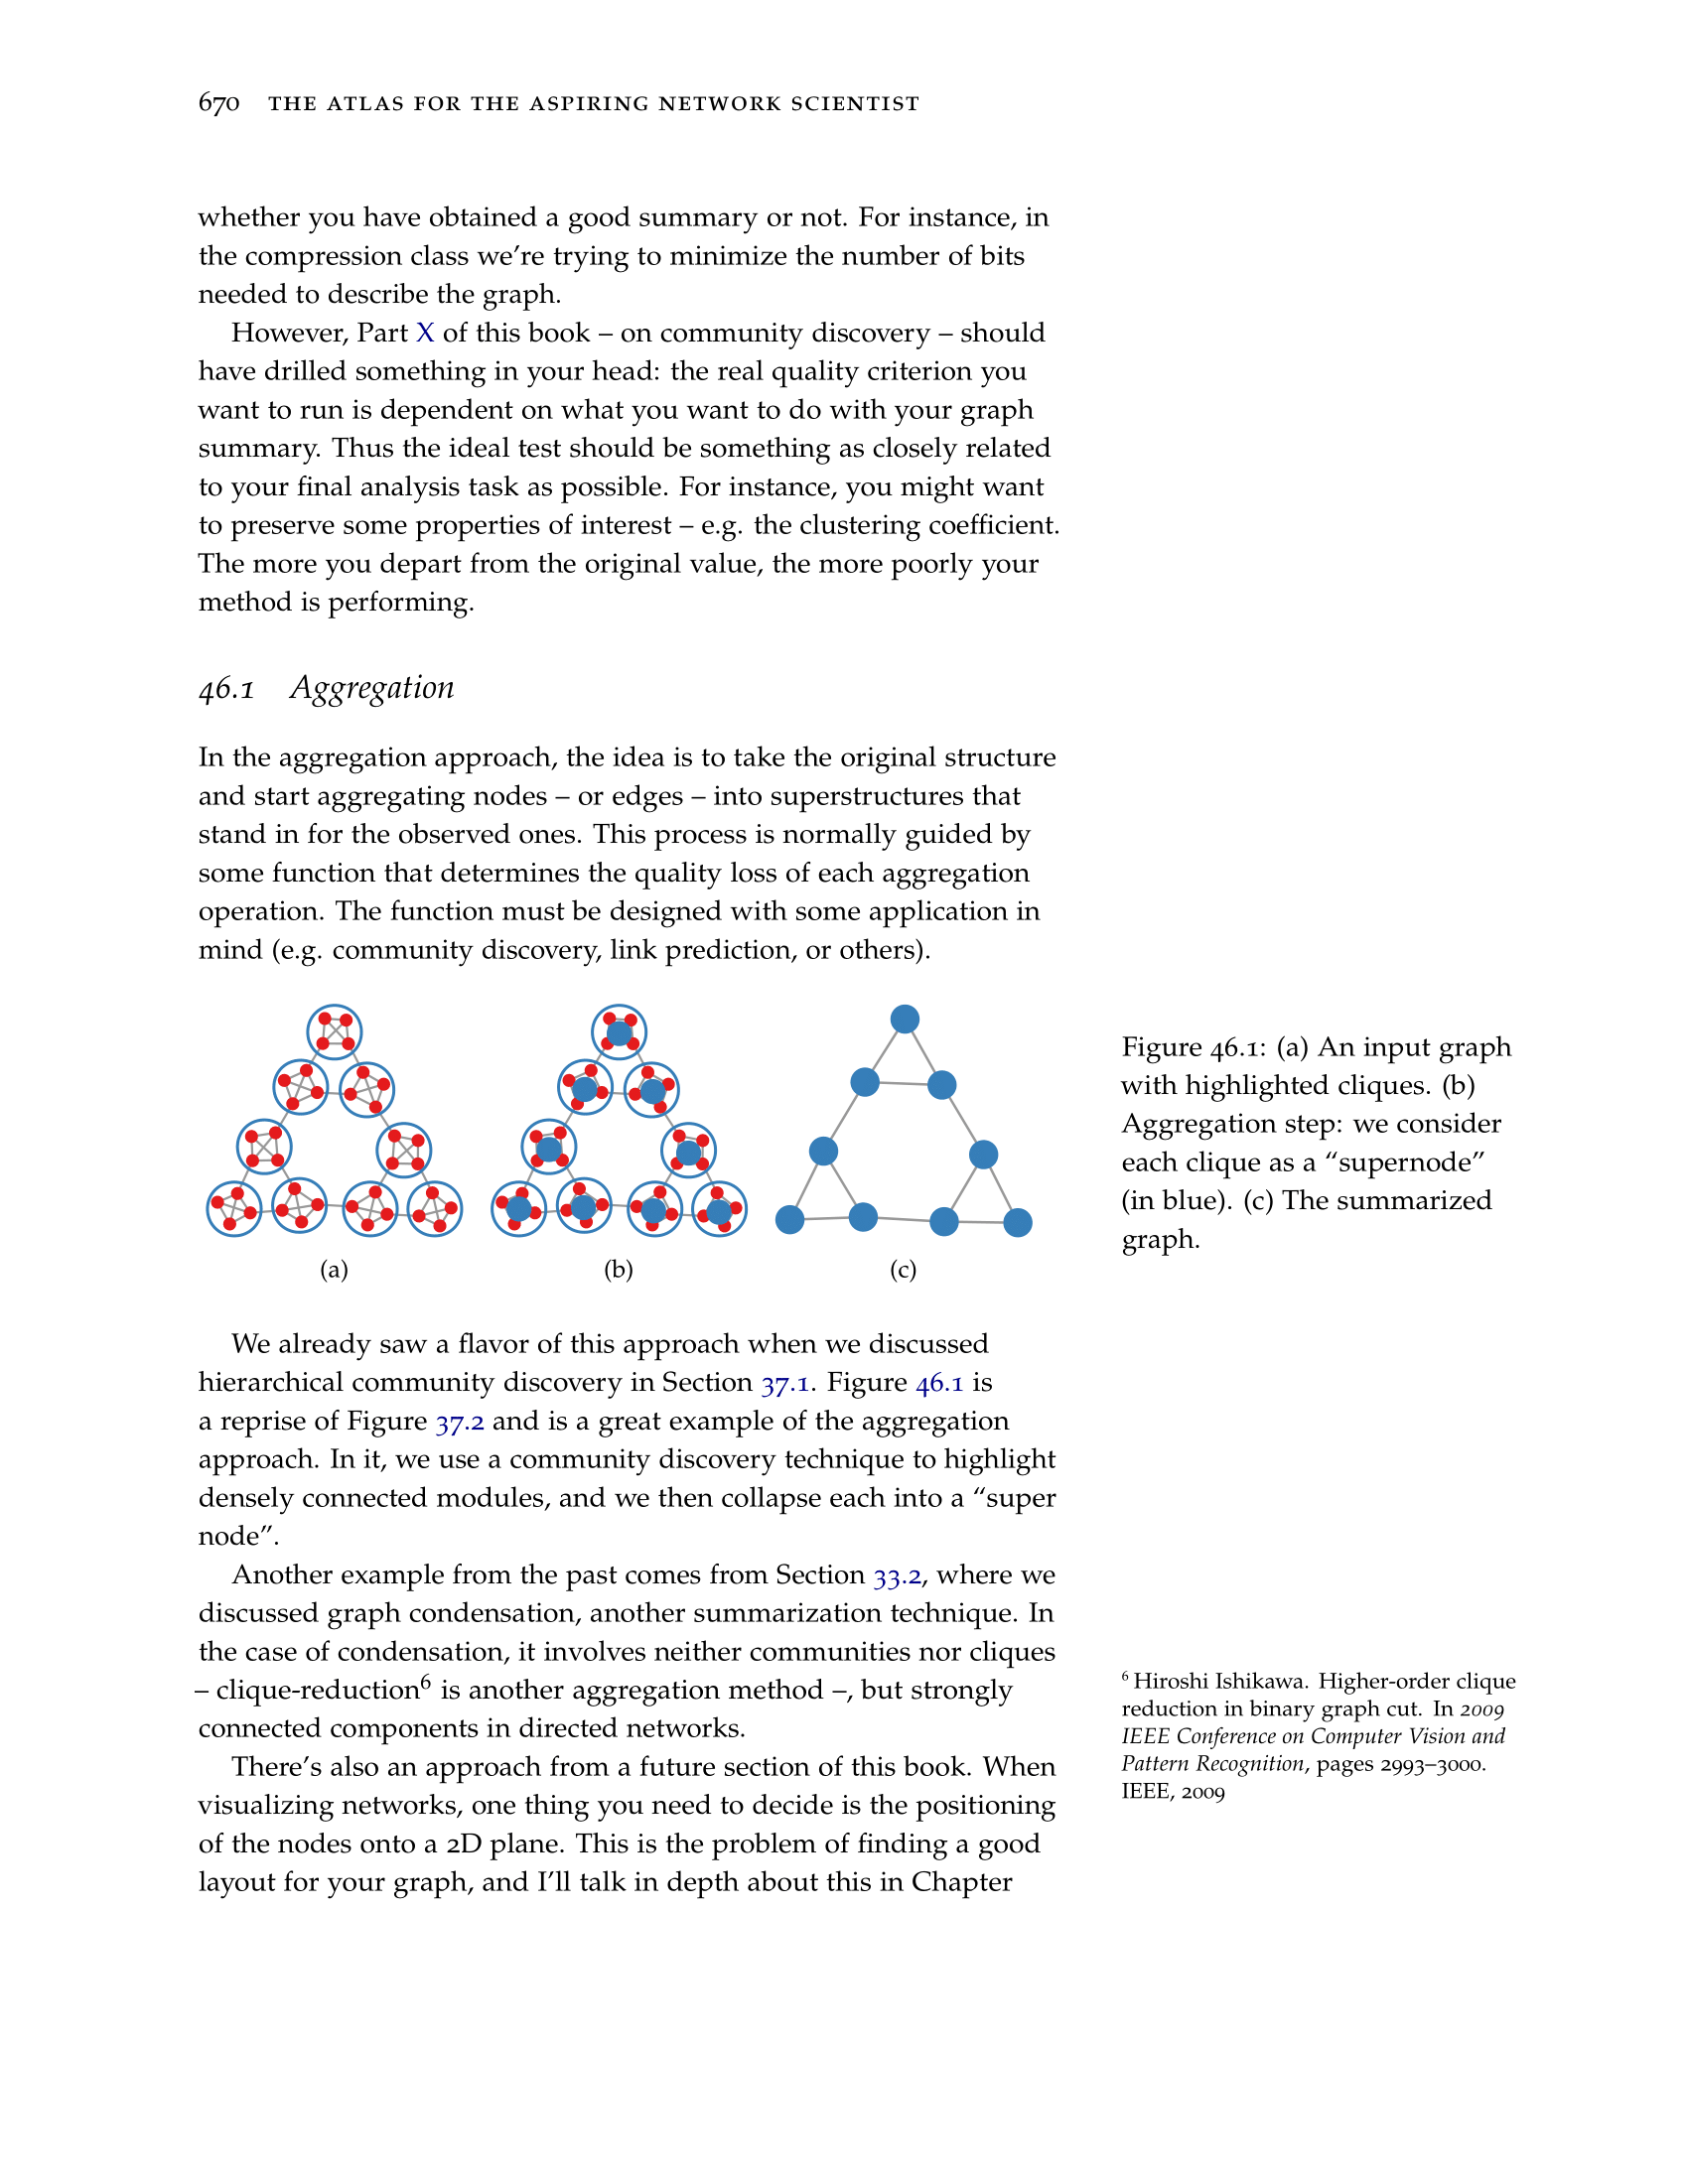 670 THE ATLAS FOR THE ASPIRING NETWORK SCIENTIST
whether you have obtained a good summary or not. For instance, in
the compression class we’re trying to minimize the number of bits
needed to describe the graph.
However, Part X of this book – on community discovery – should
have drilled something in your head: the real quality criterion you
want to run is dependent on what you want to do with your graph
summary. Thus the ideal test should be something as closely related
to your final analysis task as possible. For instance, you might want
to preserve some properties of interest – e.g. the clustering coefficient.
The more you depart from the original value, the more poorly your
method is performing.
46.1 Aggregation
In the aggregation approach, the idea is to take the original structure
and start aggregating nodes – or edges – into superstructures that
stand in for the observed ones. This process is normally guided by
some function that determines the quality loss of each aggregation
operation. The function must be designed with some application in
mind (e.g. community discovery, link prediction, or others).
(a) (b) (c)
Figure 46.1: (a) An input graph
with highlighted cliques. (b)
Aggregation step: we consider
each clique as a “supernode”
(in blue). (c) The summarized
graph.
We already saw a flavor of this approach when we discussed
hierarchical community discovery in Section 37.1. Figure 46.1 is
a reprise of Figure 37.2 and is a great example of the aggregation
approach. In it, we use a community discovery technique to highlight
densely connected modules, and we then collapse each into a “super
node”.
Another example from the past comes from Section 33.2, where we
discussed graph condensation, another summarization technique. In
the case of condensation, it involves neither communities nor cliques
– clique-reduction6 is another aggregation method –, but strongly
connected components in directed networks.
There’s also an approach from a future section of this book. When
visualizing networks, one thing you need to decide is the positioning
of the nodes onto a 2D plane. This is the problem of finding a good
layout for your graph, and I’ll talk in depth about this in Chapter
6 Hiroshi Ishikawa. Higher-order clique
reduction in binary graph cut. In 2009
IEEE Conference on Computer Vision and
Pattern Recognition, pages 2993–3000.
IEEE, 2009